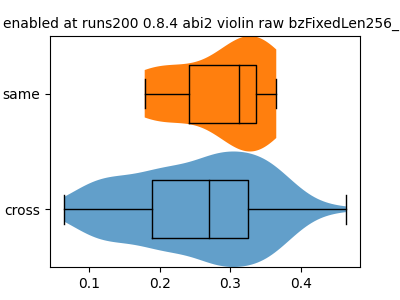 enabled at runs200 0.8.4 abi2 violin raw bzFixedLen256_
same
cross
0.1 0.2 0.3 0.4